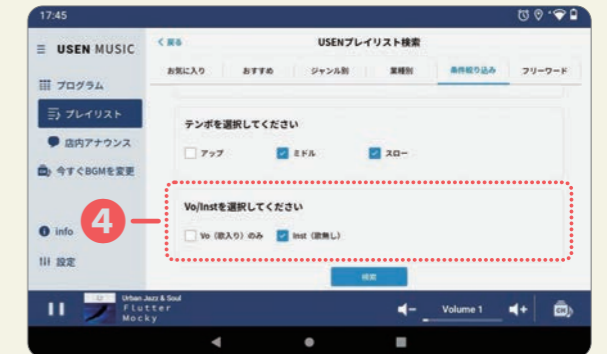 17:45
USEN MUSIC
プログラム
プレイリスト
店内アナウンス
今すぐBGMを変更
info
設定
戻る
USENプレイリスト検索
お気に入り おすすめ ジャンル別 業種別 条件絞り込み フリーワード
テンポを選択してください
アップ ミドル スロー
4
Vo/Instを選択してください
Vo（歌入り）のみ Inst（歌無し）
検索
Urban Jazz & Soul
Flutter
Mocky
Volume 1
CH